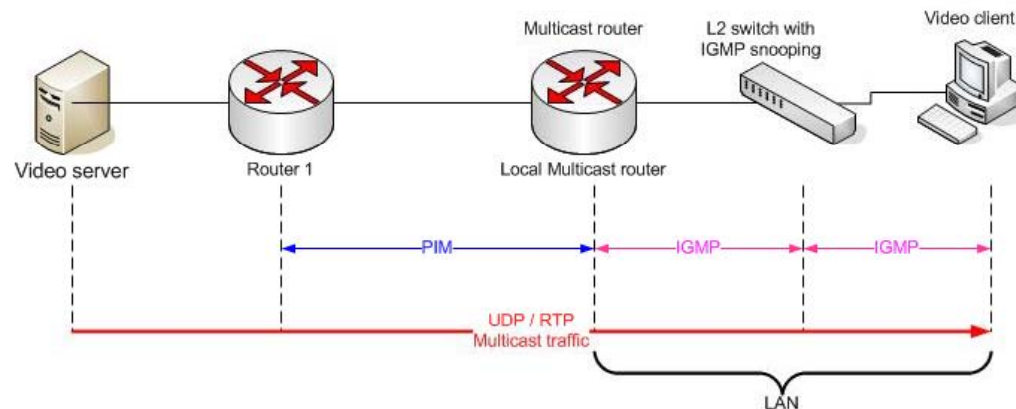 Multicast router
L2 switch with
IGMP snooping
Video client
Video server
Router 1
Local Multicast router
PIM
IGMP
IGMP
UDP / RTP
Multicast traffic
LAN